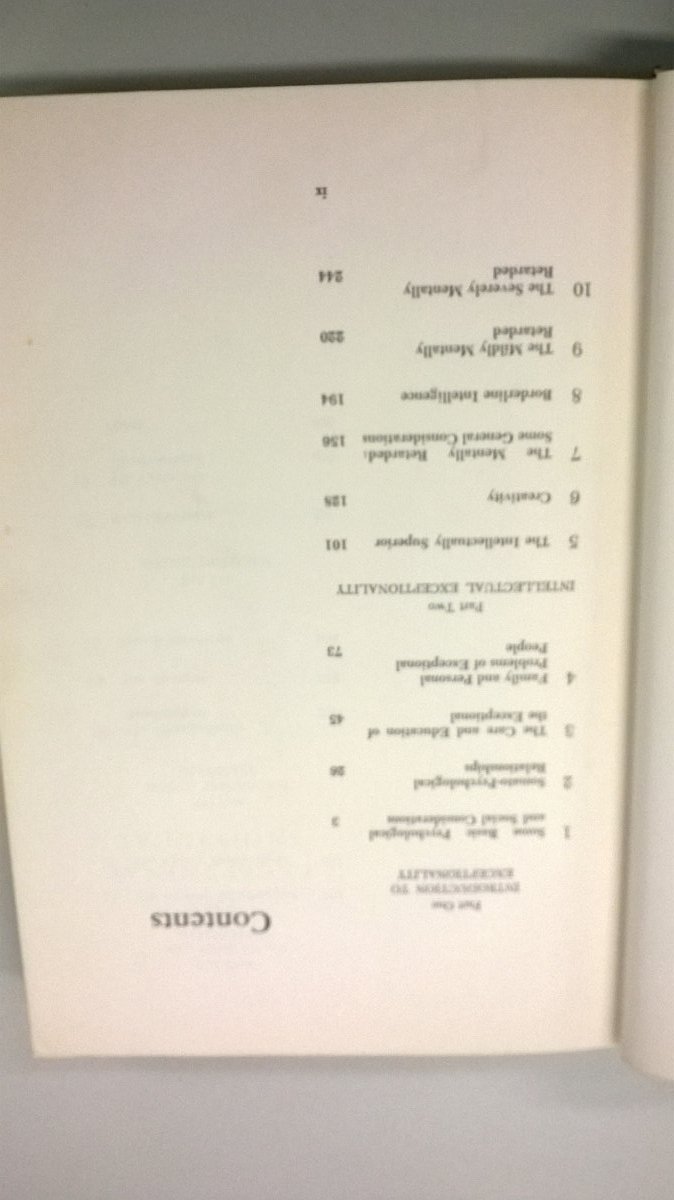 Contents
Part One
INTRODUCTION TO
EXCEPTIONALITY
1 Some Basic Psychological
and Social Considerations 3
2 Somato-Psychological
Relationships 26
3 The Care and Education of
the Exceptional 45
4 Family and Personal
Problems of Exceptional
People 73
Part Two
INTELLECTUAL EXCEPTIONALITY
5 The Intellectually Superior 101
6 Creativity 128
7 The Mentally Retarded:
Some General Considerations 156
8 Borderline Intelligence 194
9 The Mildly Mentally
Retarded 220
10 The Severely Mentally
Retarded 244
ix